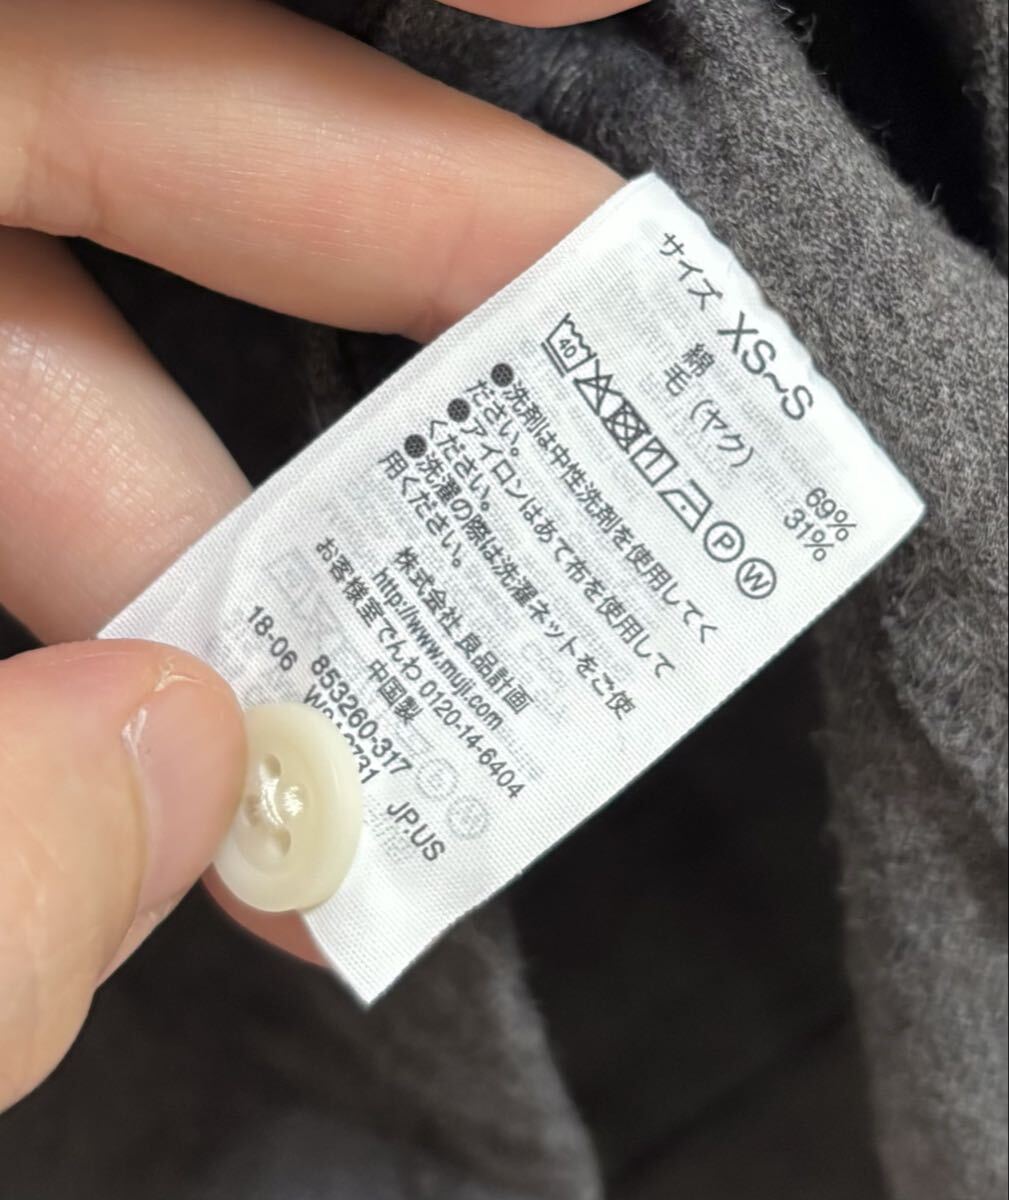 サイズ XS~S
綿 69%
毛(ヤク) 31%
40 P W
●洗剤は中性洗剤を使用してく
ださい。
●アイロンはあて布を使用して
ください。
●洗濯の際は洗濯ネットをご使
用ください。
株式会社 良品計画
http://www.muji.com
お客様室でんわ 0120-14-6404
中国製
853260-317
18-06 JP.US